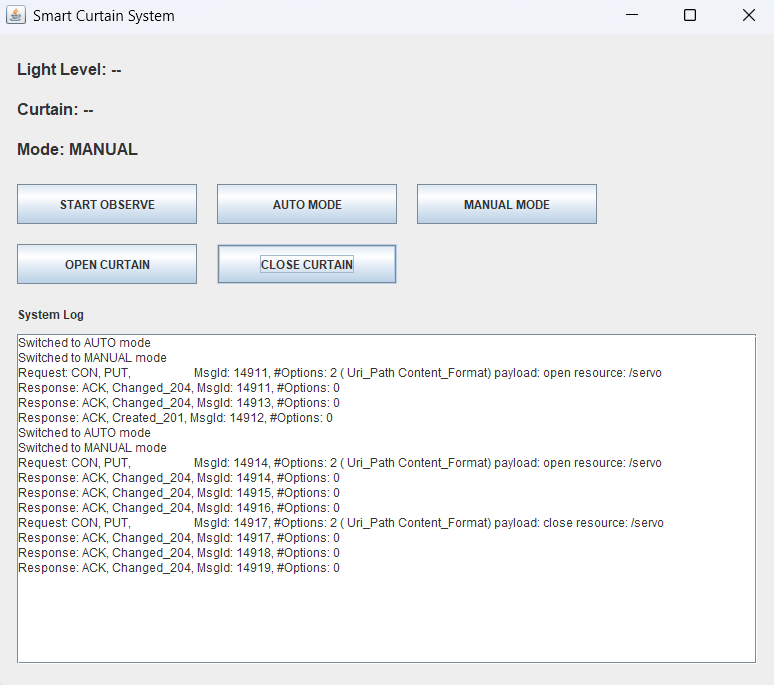 Smart Curtain System
Light Level: --
Curtain: --
Mode: MANUAL
START OBSERVE AUTO MODE MANUAL MODE
OPEN CURTAIN CLOSE CURTAIN
System Log
Switched to AUTO mode
Switched to MANUAL mode
Request: CON, PUT, MsgId: 14911, #Options: 2 ( Uri_Path Content_Format) payload: open resource: /servo
Response: ACK, Changed_204, MsgId: 14911, #Options: 0
Response: ACK, Changed_204, MsgId: 14913, #Options: 0
Response: ACK, Created_201, MsgId: 14912, #Options: 0
Switched to AUTO mode
Switched to MANUAL mode
Request: CON, PUT, MsgId: 14914, #Options: 2 ( Uri_Path Content_Format) payload: open resource: /servo
Response: ACK, Changed_204, MsgId: 14914, #Options: 0
Response: ACK, Changed_204, MsgId: 14915, #Options: 0
Response: ACK, Changed_204, MsgId: 14916, #Options: 0
Request: CON, PUT, MsgId: 14917, #Options: 2 ( Uri_Path Content_Format) payload: close resource: /servo
Response: ACK, Changed_204, MsgId: 14917, #Options: 0
Response: ACK, Changed_204, MsgId: 14918, #Options: 0
Response: ACK, Changed_204, MsgId: 14919, #Options: 0